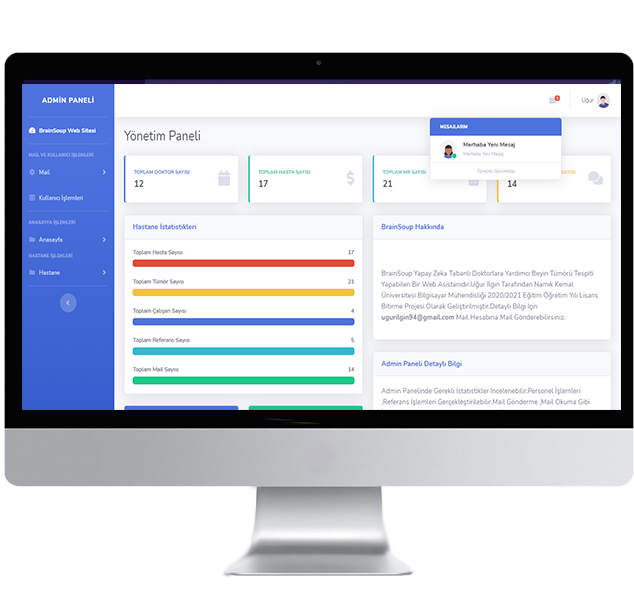 ADMİN PANELİ
BrainSoup Web Sitesi
MAİL VE KULLANICI İŞLEMLERİ
Mail
Kullanıcı İşlemleri
ANASAYFA İŞLEMLERİ
Anasayfa
HASTANE İŞLEMLERİ
Hastane
1
Uğur
MESAJLARIM
Merhaba Yeni Mesaj
Merhaba Yeni Mesaj
Tümünü Görüntüle
Yönetim Paneli
TOPLAM DOKTOR SAYISI
12
TOPLAM HASTA SAYISI
17
TOPLAM MR SAYISI
21
SAYISI
14
Hastane İstatistikleri
Toplam Hasta Sayısı 17
Toplam Tümör Sayısı 21
Toplam Çalışan Sayısı 4
Toplam Referans Sayısı 5
Toplam Mail Sayısı 14
BrainSoup Hakkında
BrainSoup Yapay Zeka Tabanlı Doktorlara Yardımcı Beyin Tümörü Tespiti
Yapabilen Bir Web Asistanıdır.Uğur Ilgın Tarafından Namık Kemal
Üniversitesi Bilgisayar Mühendisliği 2020/2021 Eğitim Öğretim Yılı Lisans
Bitirme Projesi Olarak Geliştirilmiştir.Detaylı Bilgi İçin
ugurilgin94@gmail.com Mail Hesabına Mail Gönderebilirsiniz.
Admin Paneli Detaylı Bilgi
Admin Panelinde Gerekli İstatistikler İncelenebilir.Personel İşlemleri
,Referans İşlemleri Gerçekleştirilebilir.Mail Gönderme ,Mail Okuma Gibi